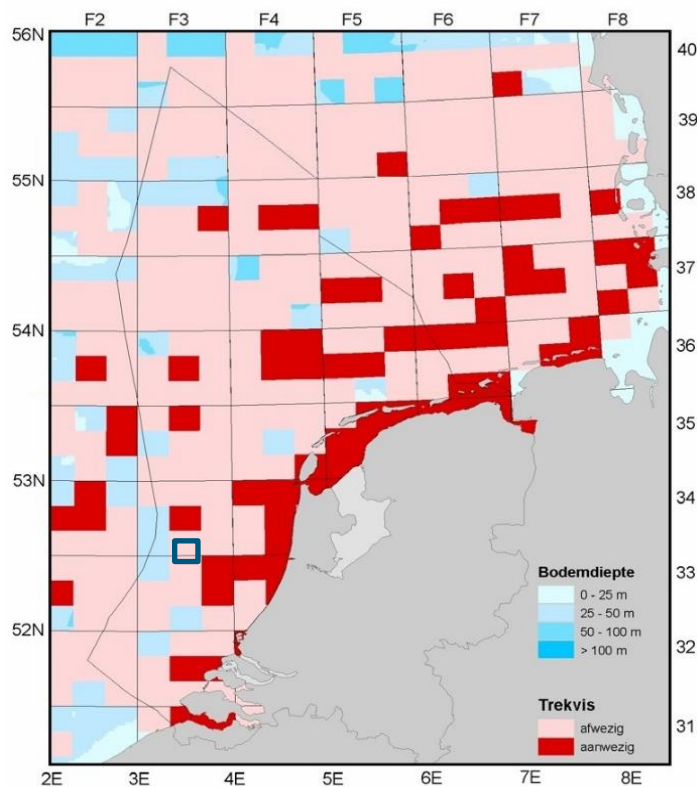 F2 F3 F4 F5 F6 F7 F8
56N
40
39
55N
38
37
54N
36
35
53N
34
33
52N
32
31
Bodemdiepte
0 - 25 m
25 - 50 m
50 - 100 m
> 100 m
Trekvis
afwezig
aanwezig
2E 3E 4E 5E 6E 7E 8E